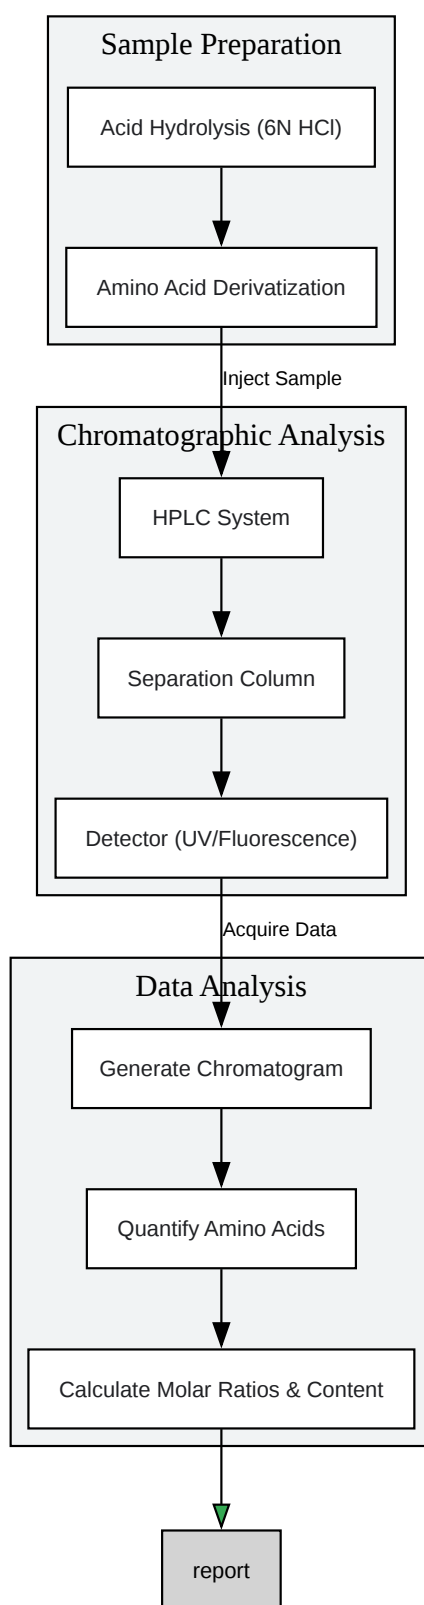 Sample Preparation
Acid Hydrolysis (6N HCl)
Amino Acid Derivatization
Inject Sample
Chromatographic Analysis
HPLC System
Separation Column
Detector (UV/Fluorescence)
Acquire Data
Data Analysis
Generate Chromatogram
Quantify Amino Acids
Calculate Molar Ratios & Content
report